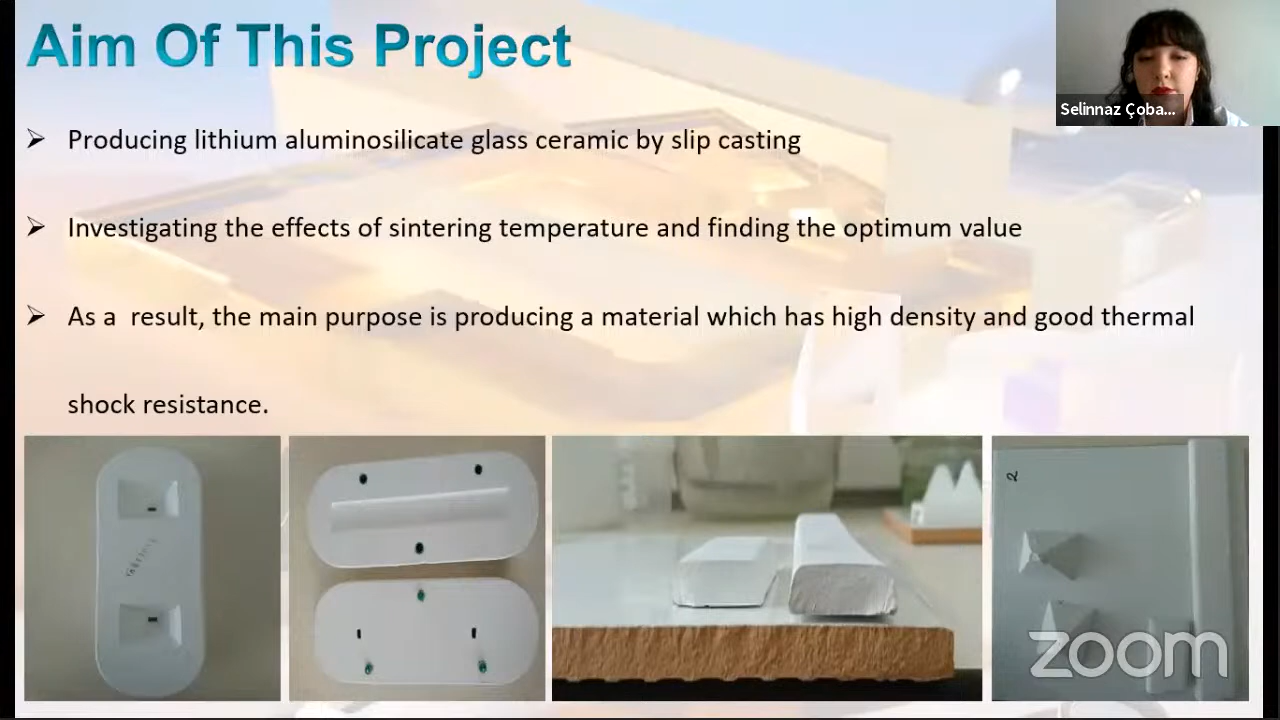 Aim Of This Project
Selinnaz Çoba...
➢ Producing lithium aluminosilicate glass ceramic by slip casting
➢ Investigating the effects of sintering temperature and finding the optimum value
➢ As a result, the main purpose is producing a material which has high density and good thermal
shock resistance.
2
zoom